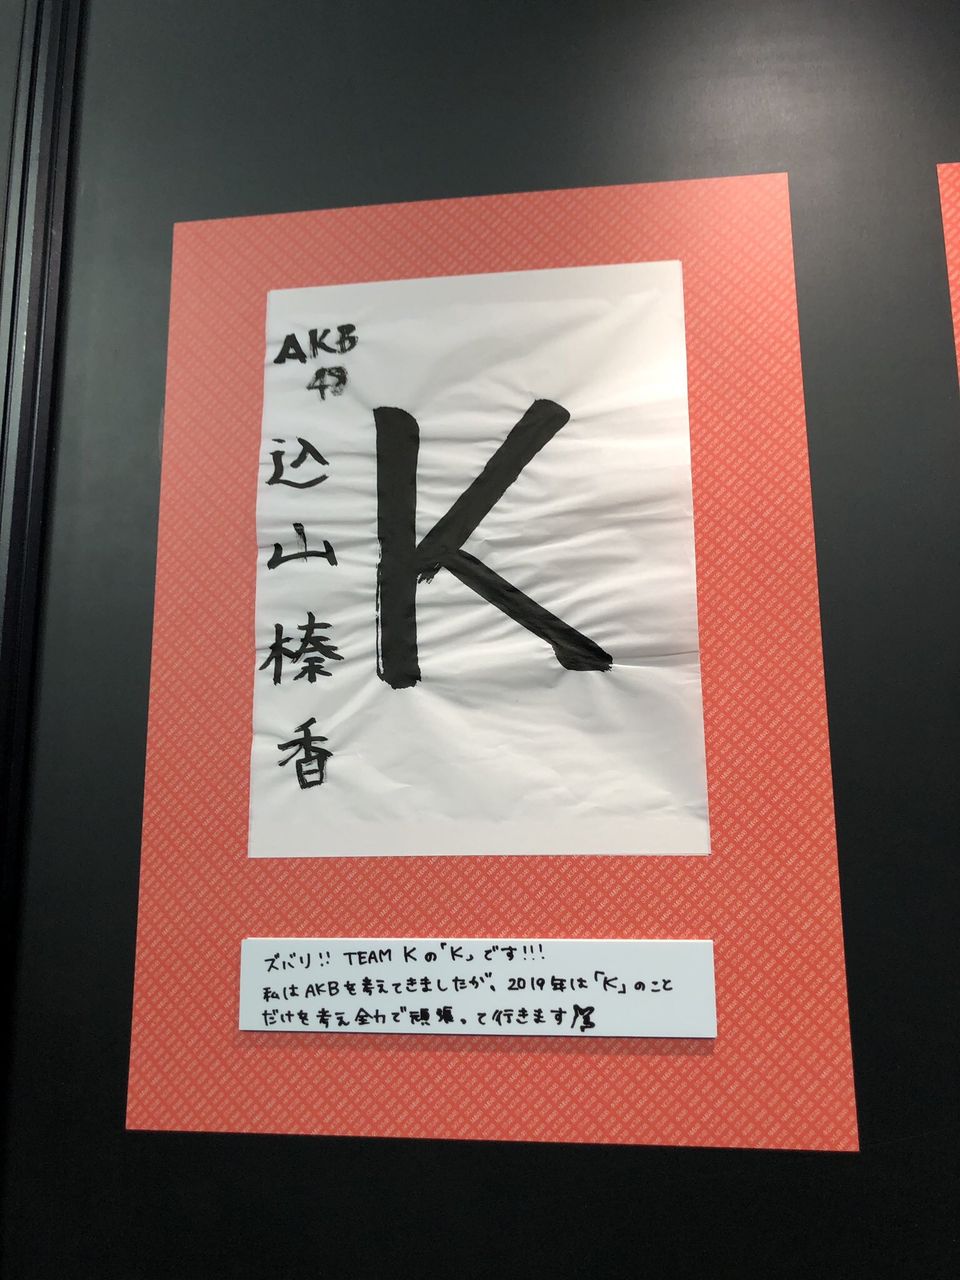 AKB
48
込山榛香
K
ズバリ!! TEAM Kの「K」です!!!
私はAKBを考えてきましたが、2019年は「K」のこと
だけを考え全力で頑張って行きます